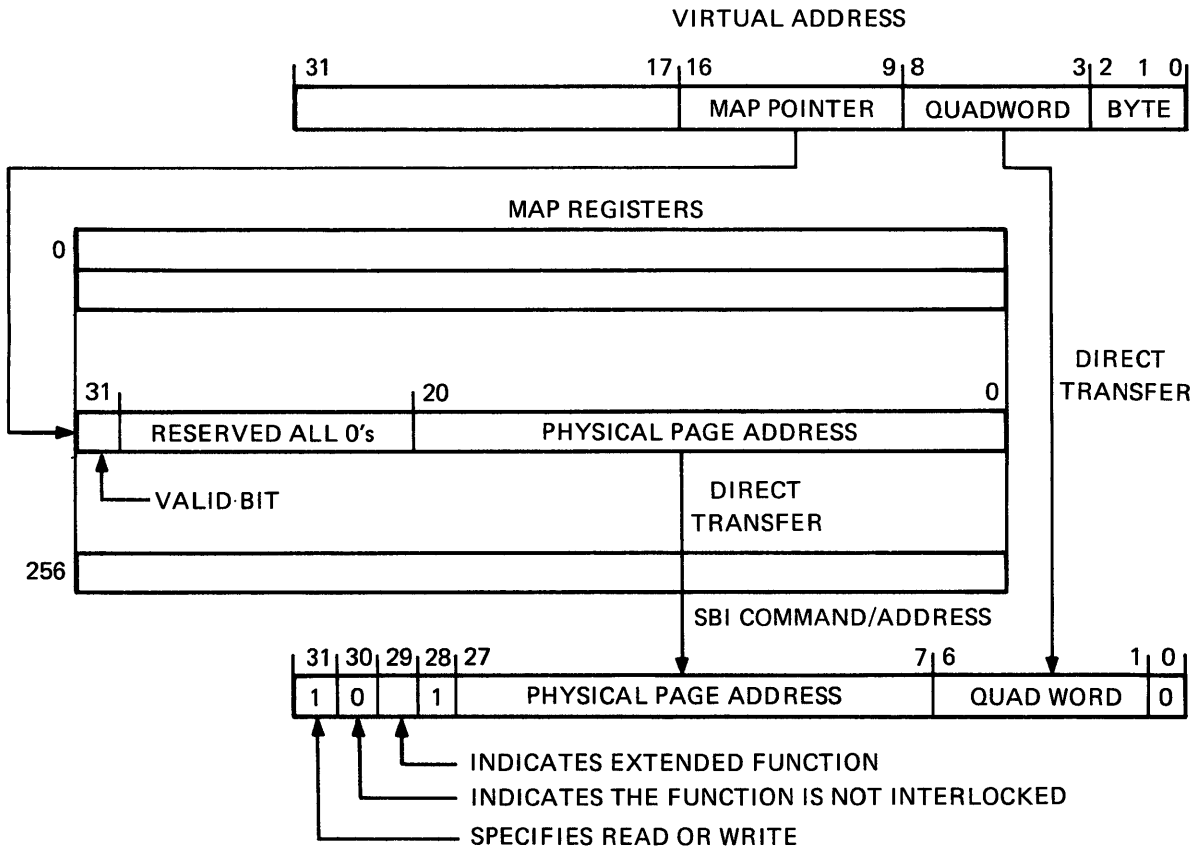 VIRTUAL ADDRESS
31 17 16 9 8 3 2 1 0
MAP POINTER QUADWORD BYTE
MAP REGISTERS
0
DIRECT
TRANSFER
31 20 0
RESERVED ALL 0's PHYSICAL PAGE ADDRESS
VALID BIT
DIRECT
TRANSFER
256
SBI COMMAND/ADDRESS
31 30 29 28 27 7 6 1 0
1 0 1 PHYSICAL PAGE ADDRESS QUAD WORD 0
INDICATES EXTENDED FUNCTION
INDICATES THE FUNCTION IS NOT INTERLOCKED
SPECIFIES READ OR WRITE